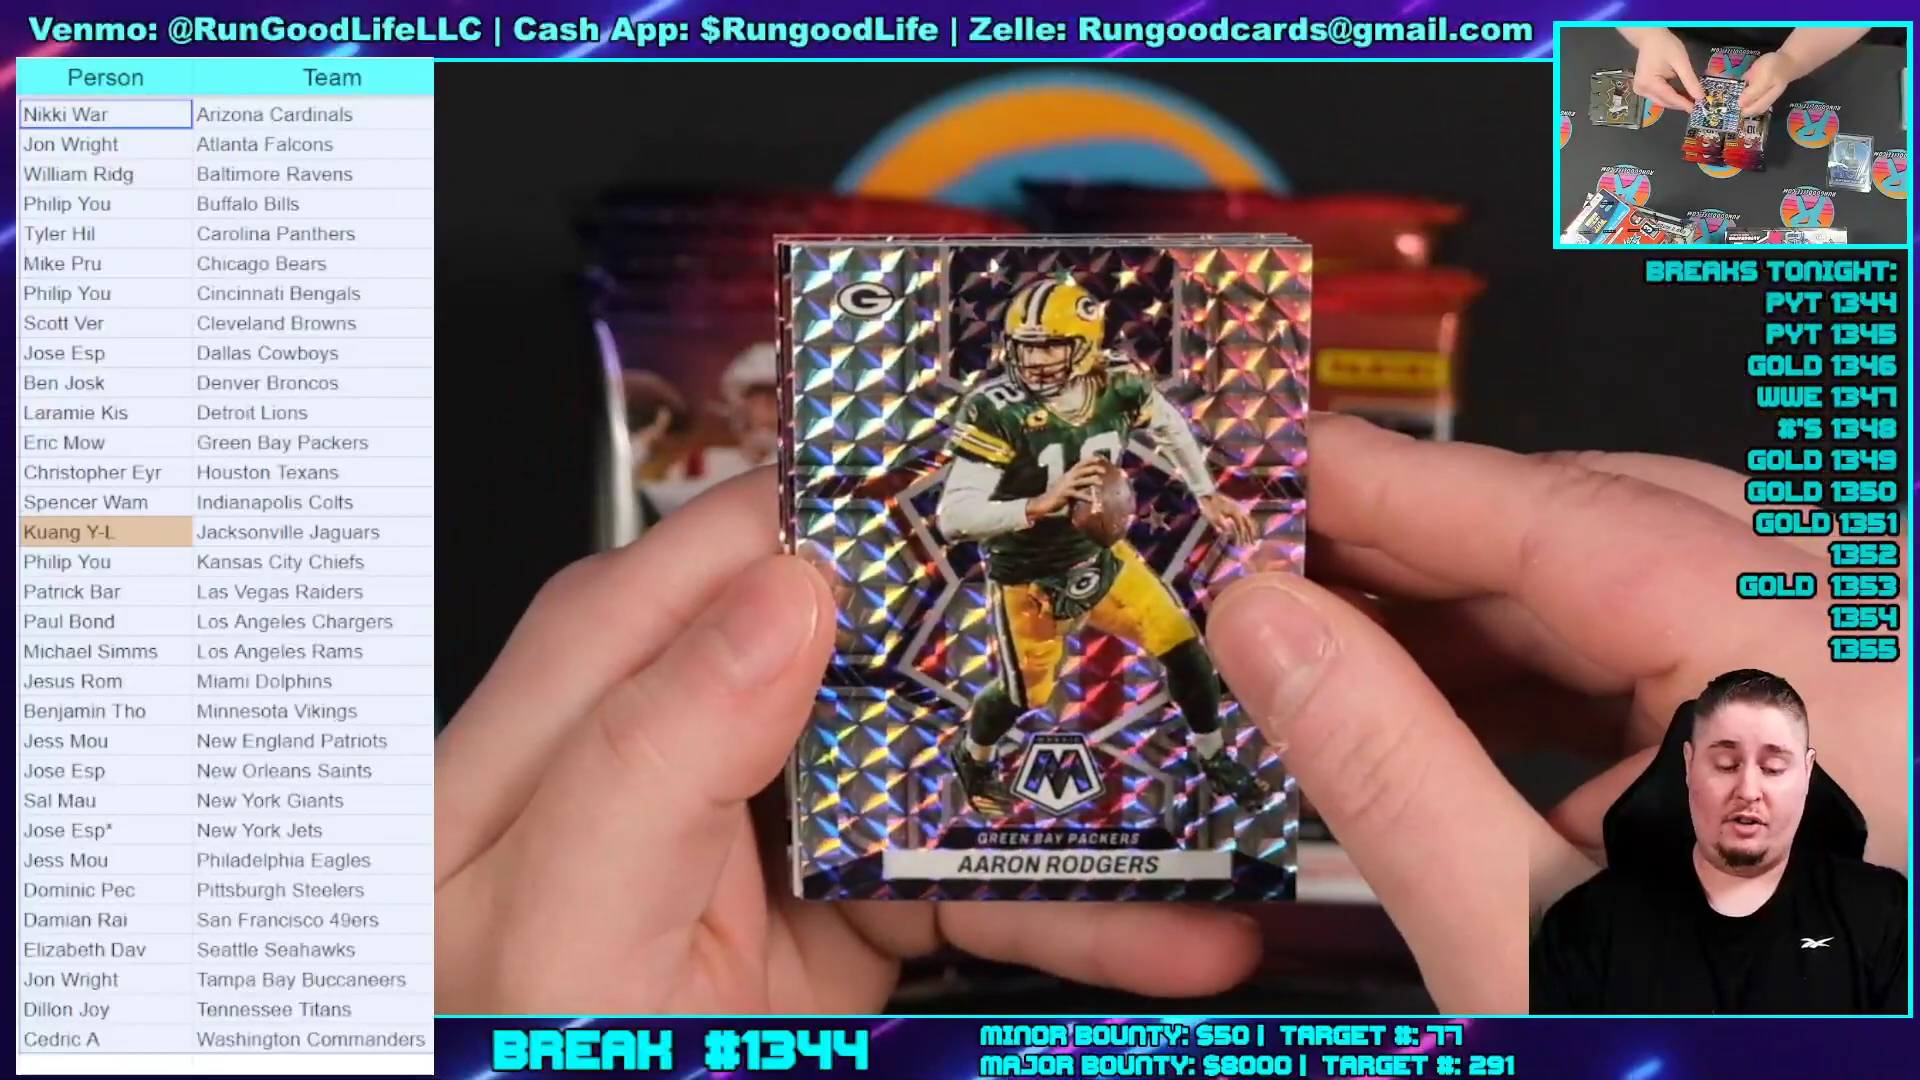 Venmo: @RunGoodLifeLLC | Cash App: $RungoodLife | Zelle: Rungoodcards@gmail.com
Person Team
Nikki War Arizona Cardinals
Jon Wright Atlanta Falcons
William Ridg Baltimore Ravens
Philip You Buffalo Bills
Tyler Hil Carolina Panthers
Mike Pru Chicago Bears
Philip You Cincinnati Bengals
Scott Ver Cleveland Browns
Jose Esp Dallas Cowboys
Ben Josk Denver Broncos
Laramie Kis Detroit Lions
Eric Mow Green Bay Packers
Christopher Eyr Houston Texans
Spencer Wam Indianapolis Colts
Kuang Y-L Jacksonville Jaguars
Philip You Kansas City Chiefs
Patrick Bar Las Vegas Raiders
Paul Bond Los Angeles Chargers
Michael Simms Los Angeles Rams
Jesus Rom Miami Dolphins
Benjamin Tho Minnesota Vikings
Jess Mou New England Patriots
Jose Esp New Orleans Saints
Sal Mau New York Giants
Jose Esp* New York Jets
Jess Mou Philadelphia Eagles
Dominic Pec Pittsburgh Steelers
Damian Rai San Francisco 49ers
Elizabeth Dav Seattle Seahawks
Jon Wright Tampa Bay Buccaneers
Dillon Joy Tennessee Titans
Cedric A Washington Commanders
G
G
12
MOSAIC
M
GREEN BAY PACKERS
AARON RODGERS
BREAKS TONIGHT:
PYT 1344
PYT 1345
GOLD 1346
WWE 1347
#'S 1348
GOLD 1349
GOLD 1350
GOLD 1351
1352
GOLD 1353
1354
1355
BREAK #1344
MINOR BOUNTY: $50 | TARGET #: 77
MAJOR BOUNTY: $8000 | TARGET #: 291